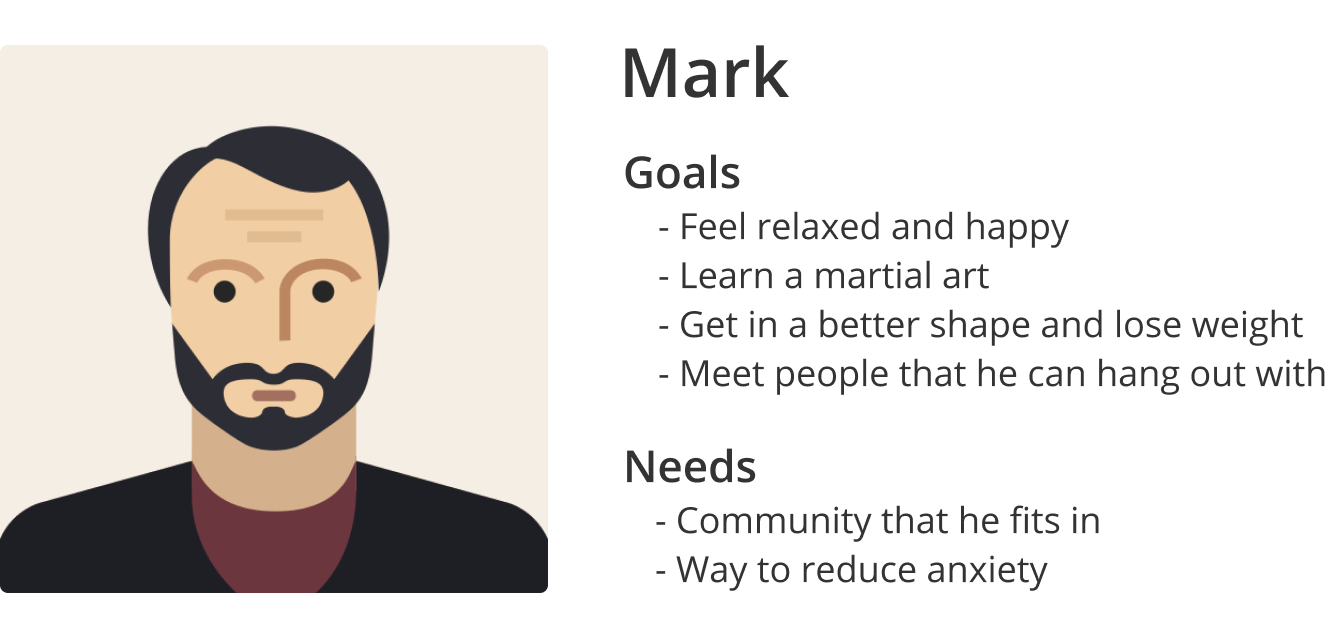 Mark
Goals
- Feel relaxed and happy
- Learn a martial art
- Get in a better shape and lose weight
- Meet people that he can hang out with
Needs
- Community that he fits in
- Way to reduce anxiety